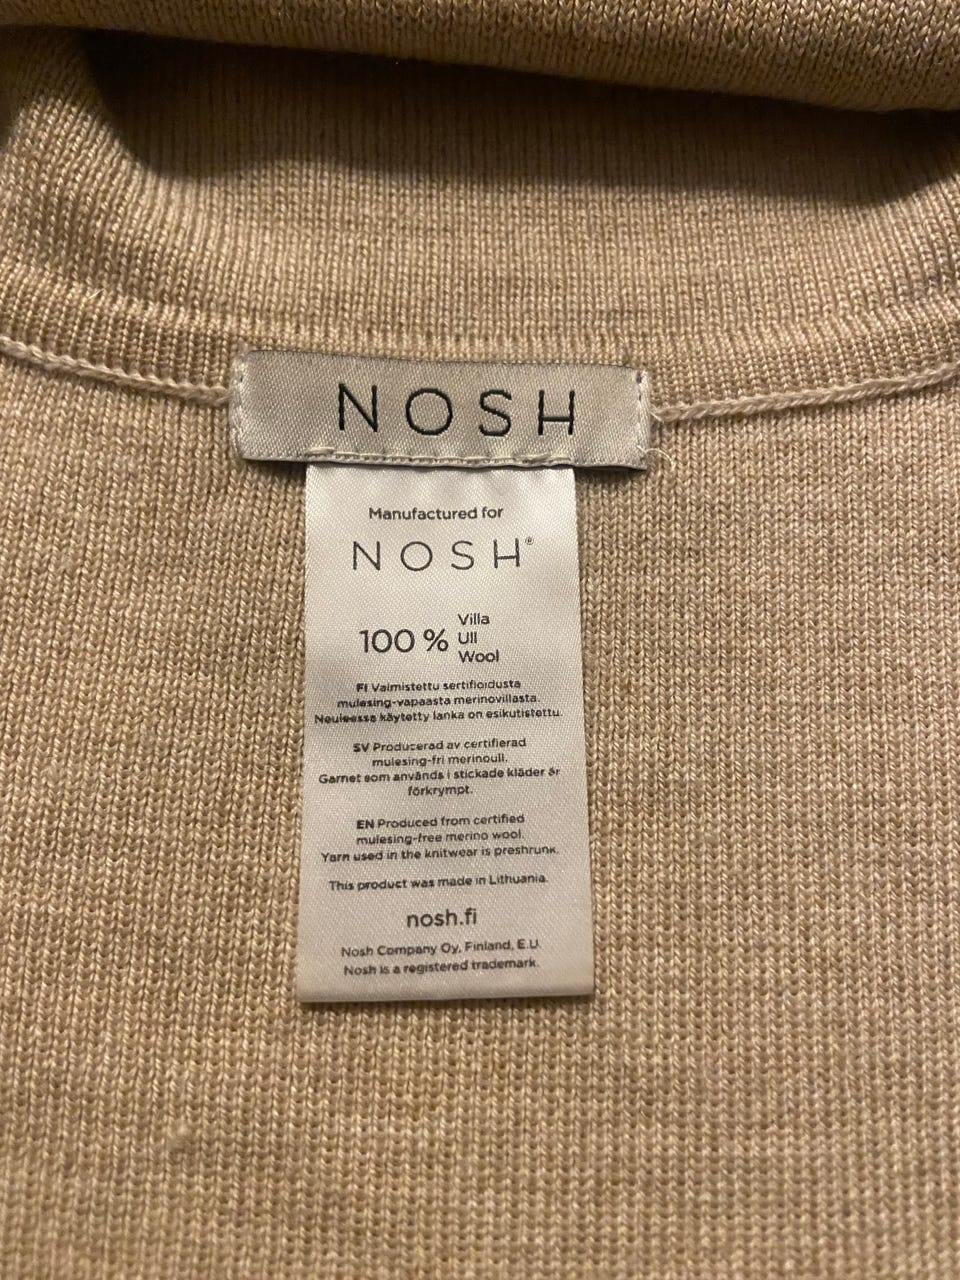 NOSH
Manufactured for
NOSH®
100 % Villa
Ull
Wool
FI Valmistettu sertifioidusta
mulesing-vapaasta merinovillasta.
Neuleessa käytetty lanka on esikutistettu.
SV Producerad av certifierad
mulesing-fri merinoull.
Garnet som används i stickade kläder är
förkrympt.
EN Produced from certified
mulesing-free merino wool.
Yarn used in the knitwear is preshrunk.
This product was made in Lithuania.
nosh.fi
Nosh Company Oy, Finland, E.U.
Nosh is a registered trademark.